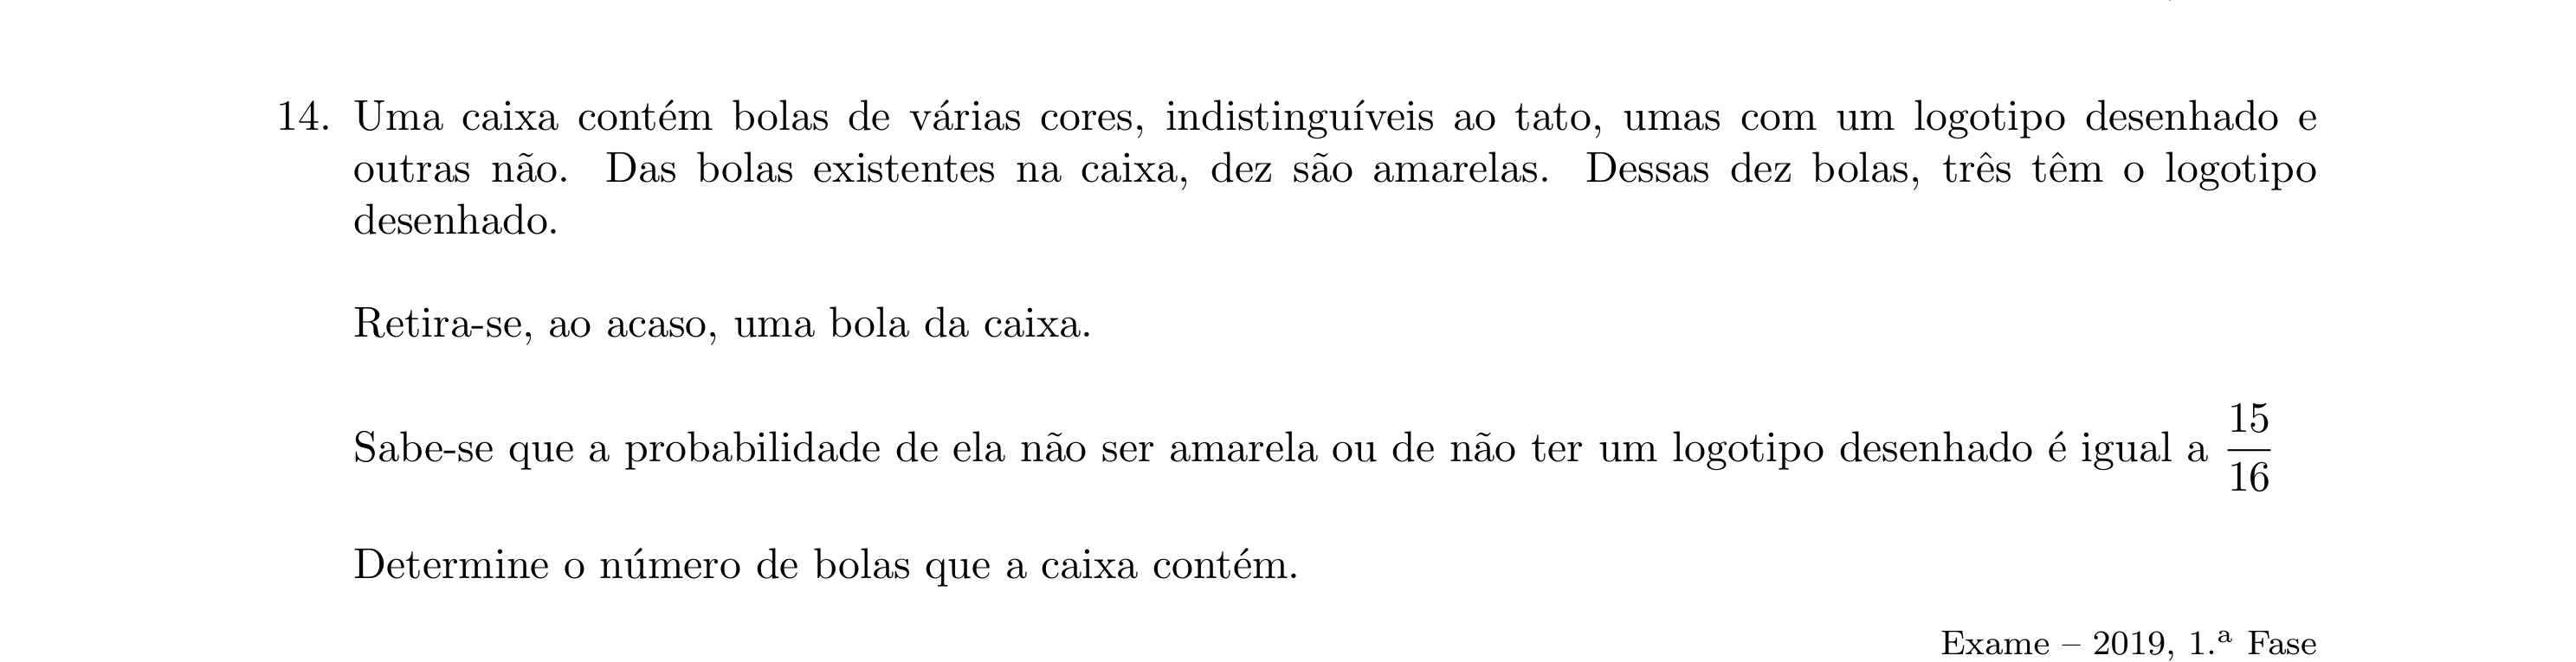 14. Uma caixa contém bolas de várias cores, indistinguíveis ao tato, umas com um logotipo desenhado e
outras não. Das bolas existentes na caixa, dez são amarelas. Dessas dez bolas, três têm o logotipo
desenhado.
Retira-se, ao acaso, uma bola da caixa.
Sabe-se que a probabilidade de ela não ser amarela ou de não ter um logotipo desenhado é igual a 15/16
Determine o número de bolas que a caixa contém.
Exame – 2019, 1.ª Fase